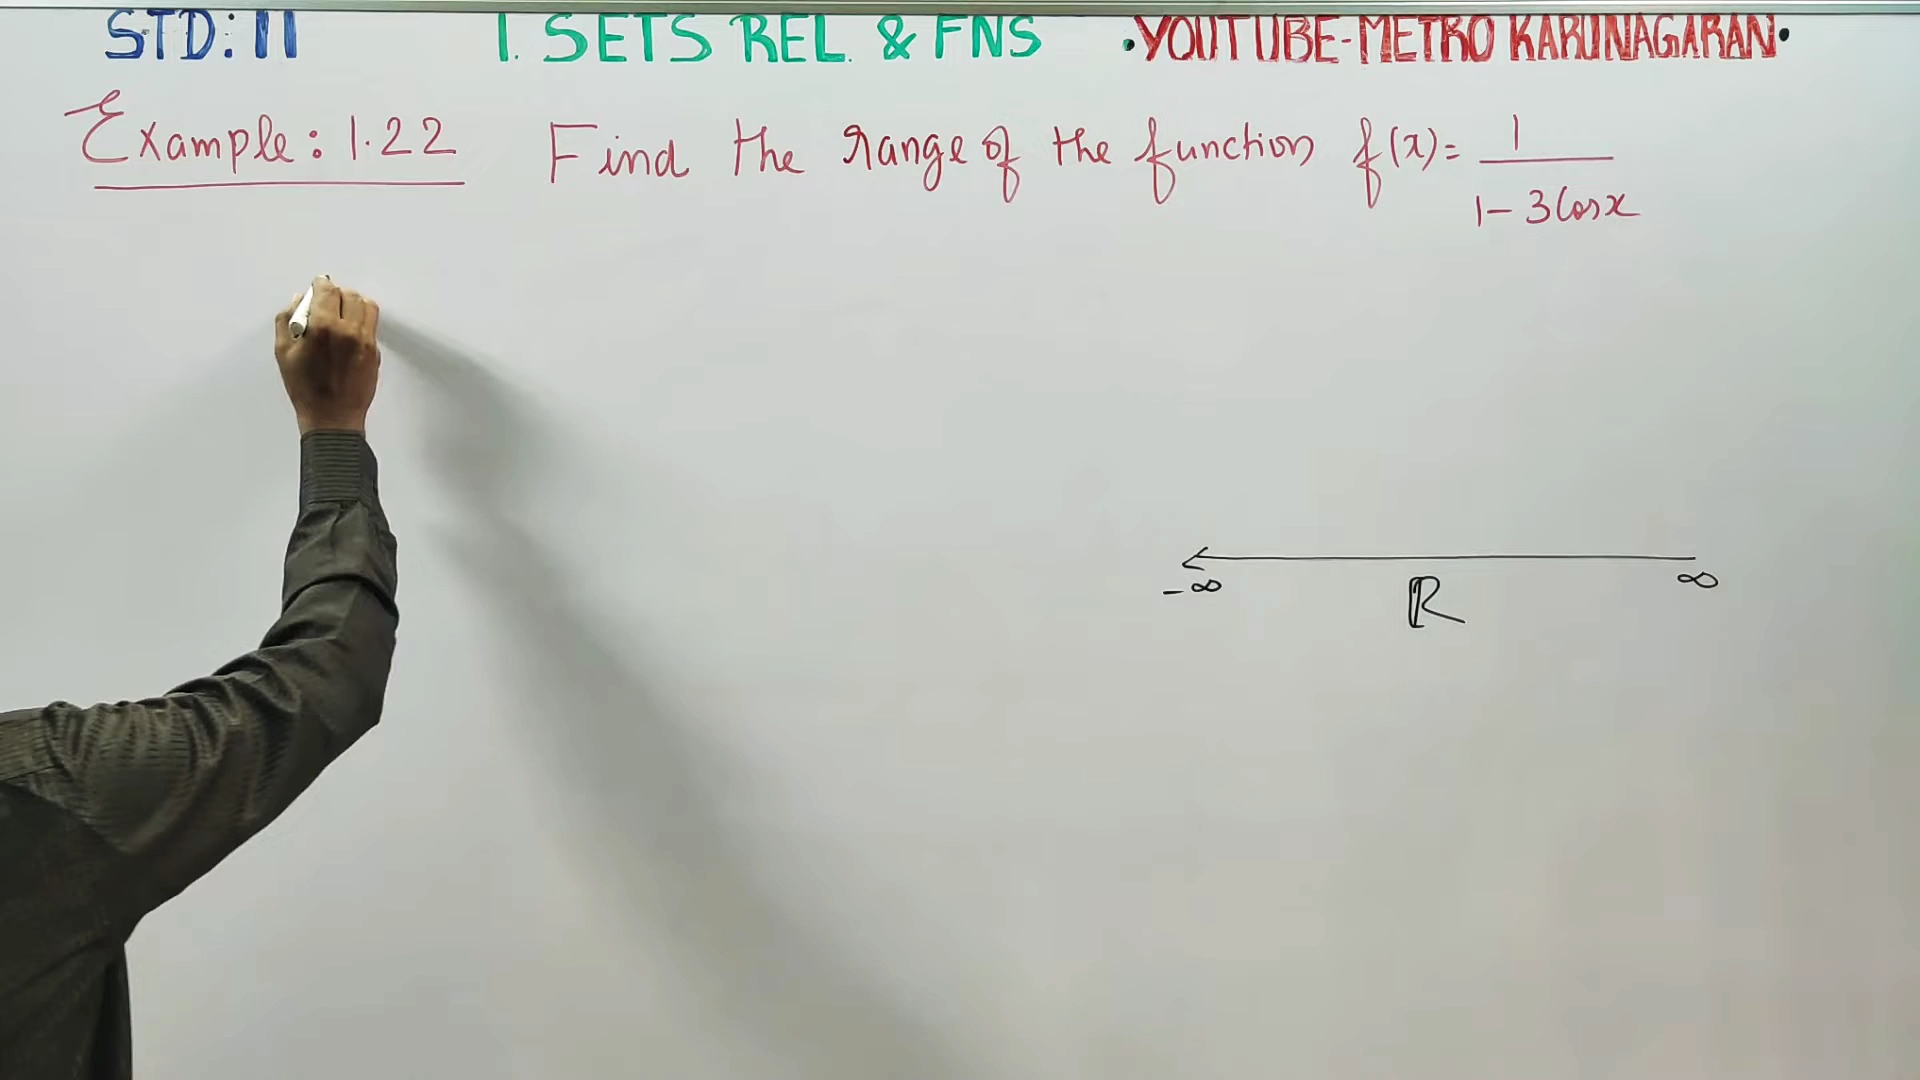 STD: 11 1. SETS REL. & FNS •YOUTUBE-METRO KARUNAGARAN•
Example: 1.22 Find the range of the function f(x)= 1 / 1-3Cosx
-∞ R ∞